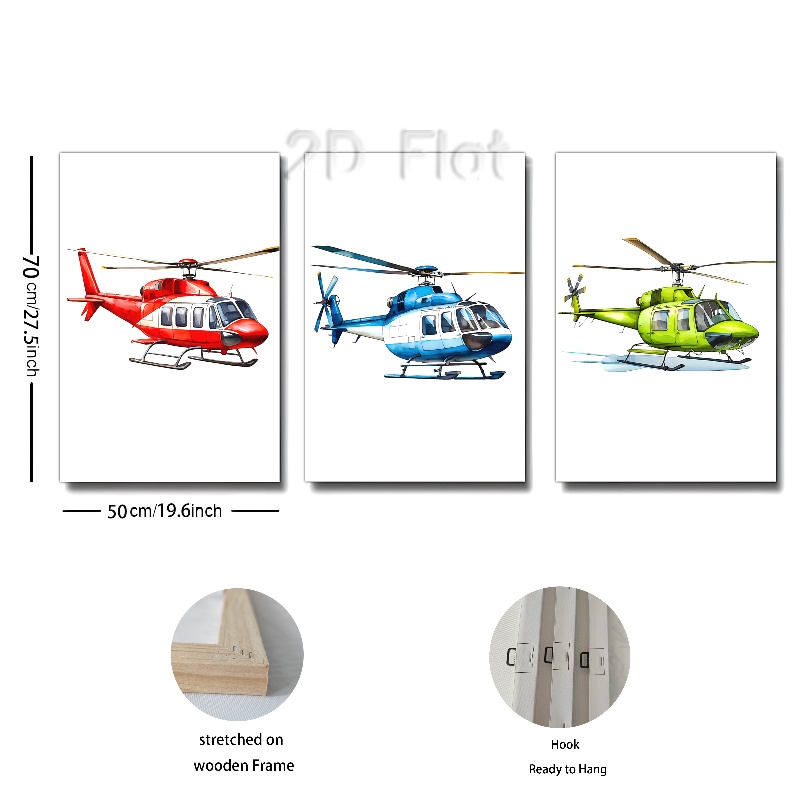 2D Flat
70 cm/27.5inch
50cm/19.6inch
stretched on
wooden Frame
Hook
Ready to Hang